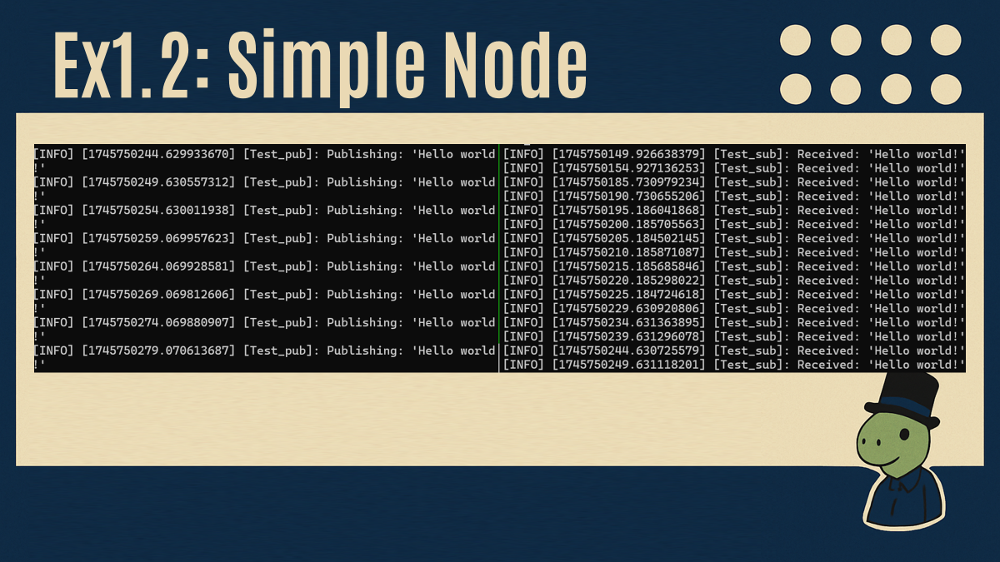 Ex1.2: Simple Node
[INFO] [1745750244.629933670] [Test_pub]: Publishing: 'Hello world
!'
[INFO] [1745750249.630557312] [Test_pub]: Publishing: 'Hello world
!'
[INFO] [1745750254.630011938] [Test_pub]: Publishing: 'Hello world
!'
[INFO] [1745750259.069957623] [Test_pub]: Publishing: 'Hello world
!'
[INFO] [1745750264.069928581] [Test_pub]: Publishing: 'Hello world
!'
[INFO] [1745750269.069812606] [Test_pub]: Publishing: 'Hello world
!'
[INFO] [1745750274.069880907] [Test_pub]: Publishing: 'Hello world
!'
[INFO] [1745750279.070613687] [Test_pub]: Publishing: 'Hello world
!'
[INFO] [1745750149.926638379] [Test_sub]: Received: 'Hello world!'
[INFO] [1745750154.927136253] [Test_sub]: Received: 'Hello world!'
[INFO] [1745750185.730979234] [Test_sub]: Received: 'Hello world!'
[INFO] [1745750190.730655206] [Test_sub]: Received: 'Hello world!'
[INFO] [1745750195.186041868] [Test_sub]: Received: 'Hello world!'
[INFO] [1745750200.185705563] [Test_sub]: Received: 'Hello world!'
[INFO] [1745750205.184502145] [Test_sub]: Received: 'Hello world!'
[INFO] [1745750210.185871087] [Test_sub]: Received: 'Hello world!'
[INFO] [1745750215.185685846] [Test_sub]: Received: 'Hello world!'
[INFO] [1745750220.185298022] [Test_sub]: Received: 'Hello world!'
[INFO] [1745750225.184724618] [Test_sub]: Received: 'Hello world!'
[INFO] [1745750229.630920806] [Test_sub]: Received: 'Hello world!'
[INFO] [1745750234.631363895] [Test_sub]: Received: 'Hello world!'
[INFO] [1745750239.631296078] [Test_sub]: Received: 'Hello world!'
[INFO] [1745750244.630725579] [Test_sub]: Received: 'Hello world!'
[INFO] [1745750249.631118201] [Test_sub]: Received: 'Hello world!'